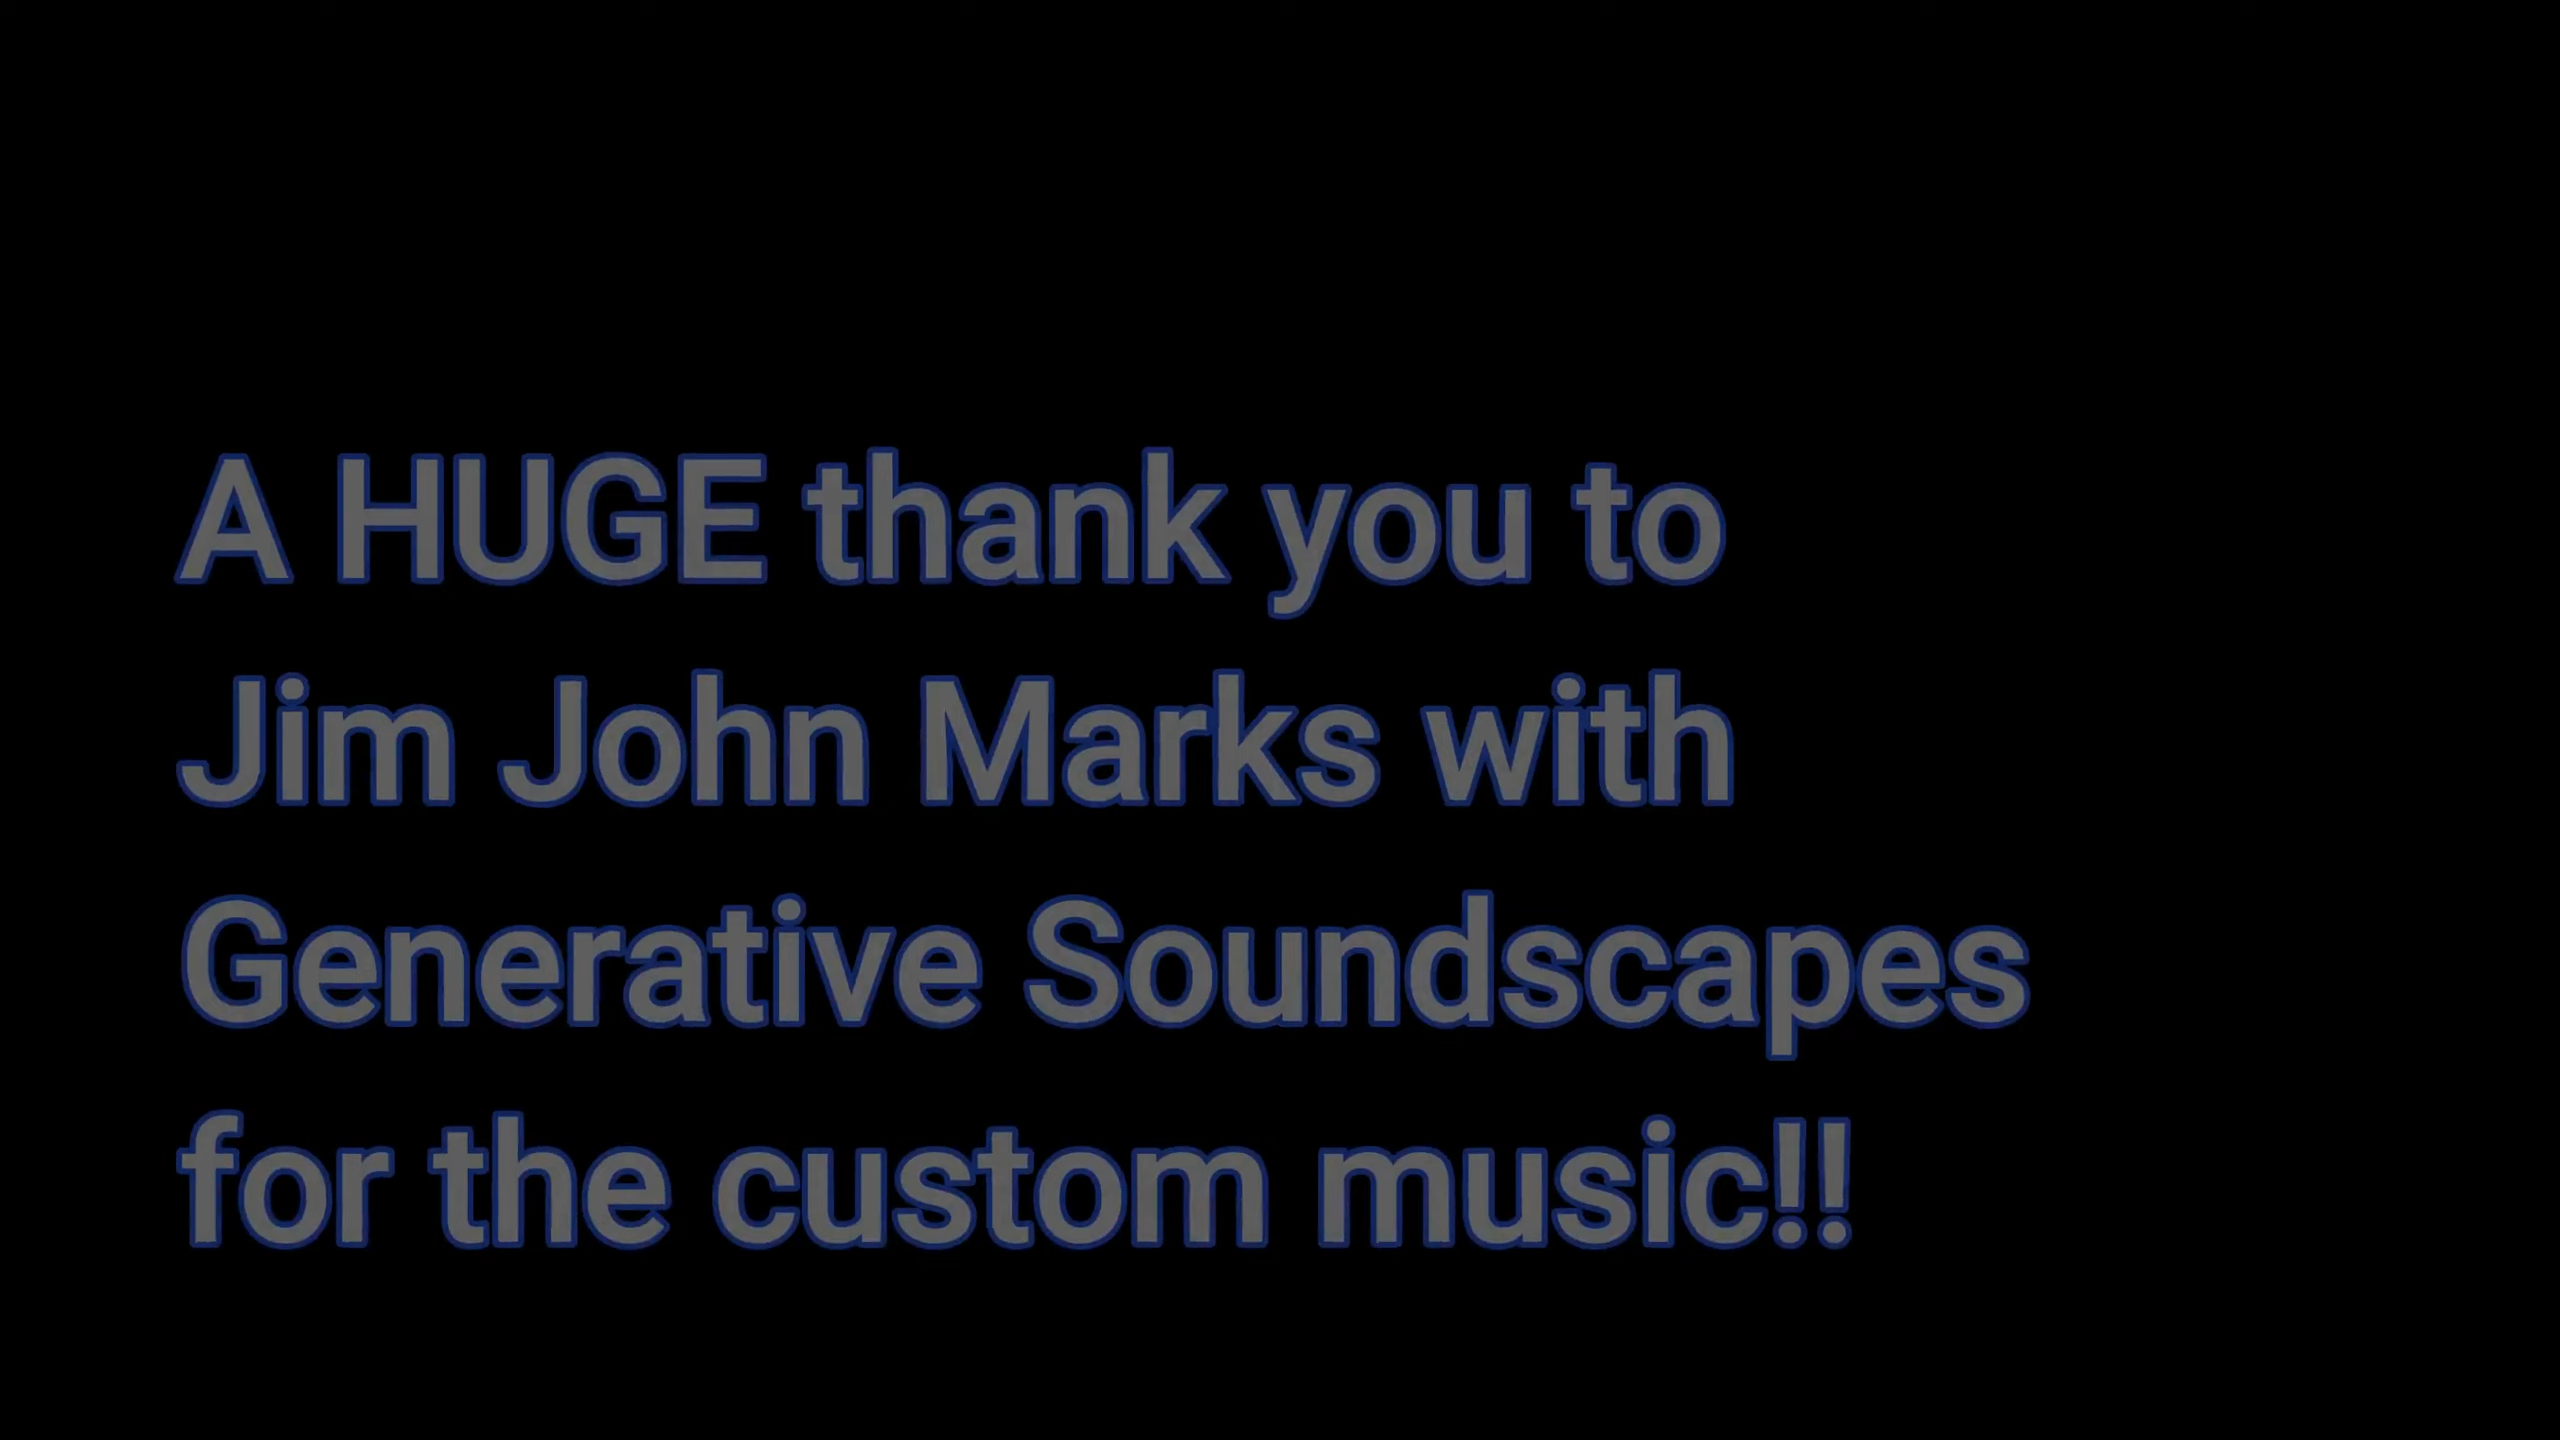 A HUGE thank you to
Jim John Marks with
Generative Soundscapes
for the custom music!!